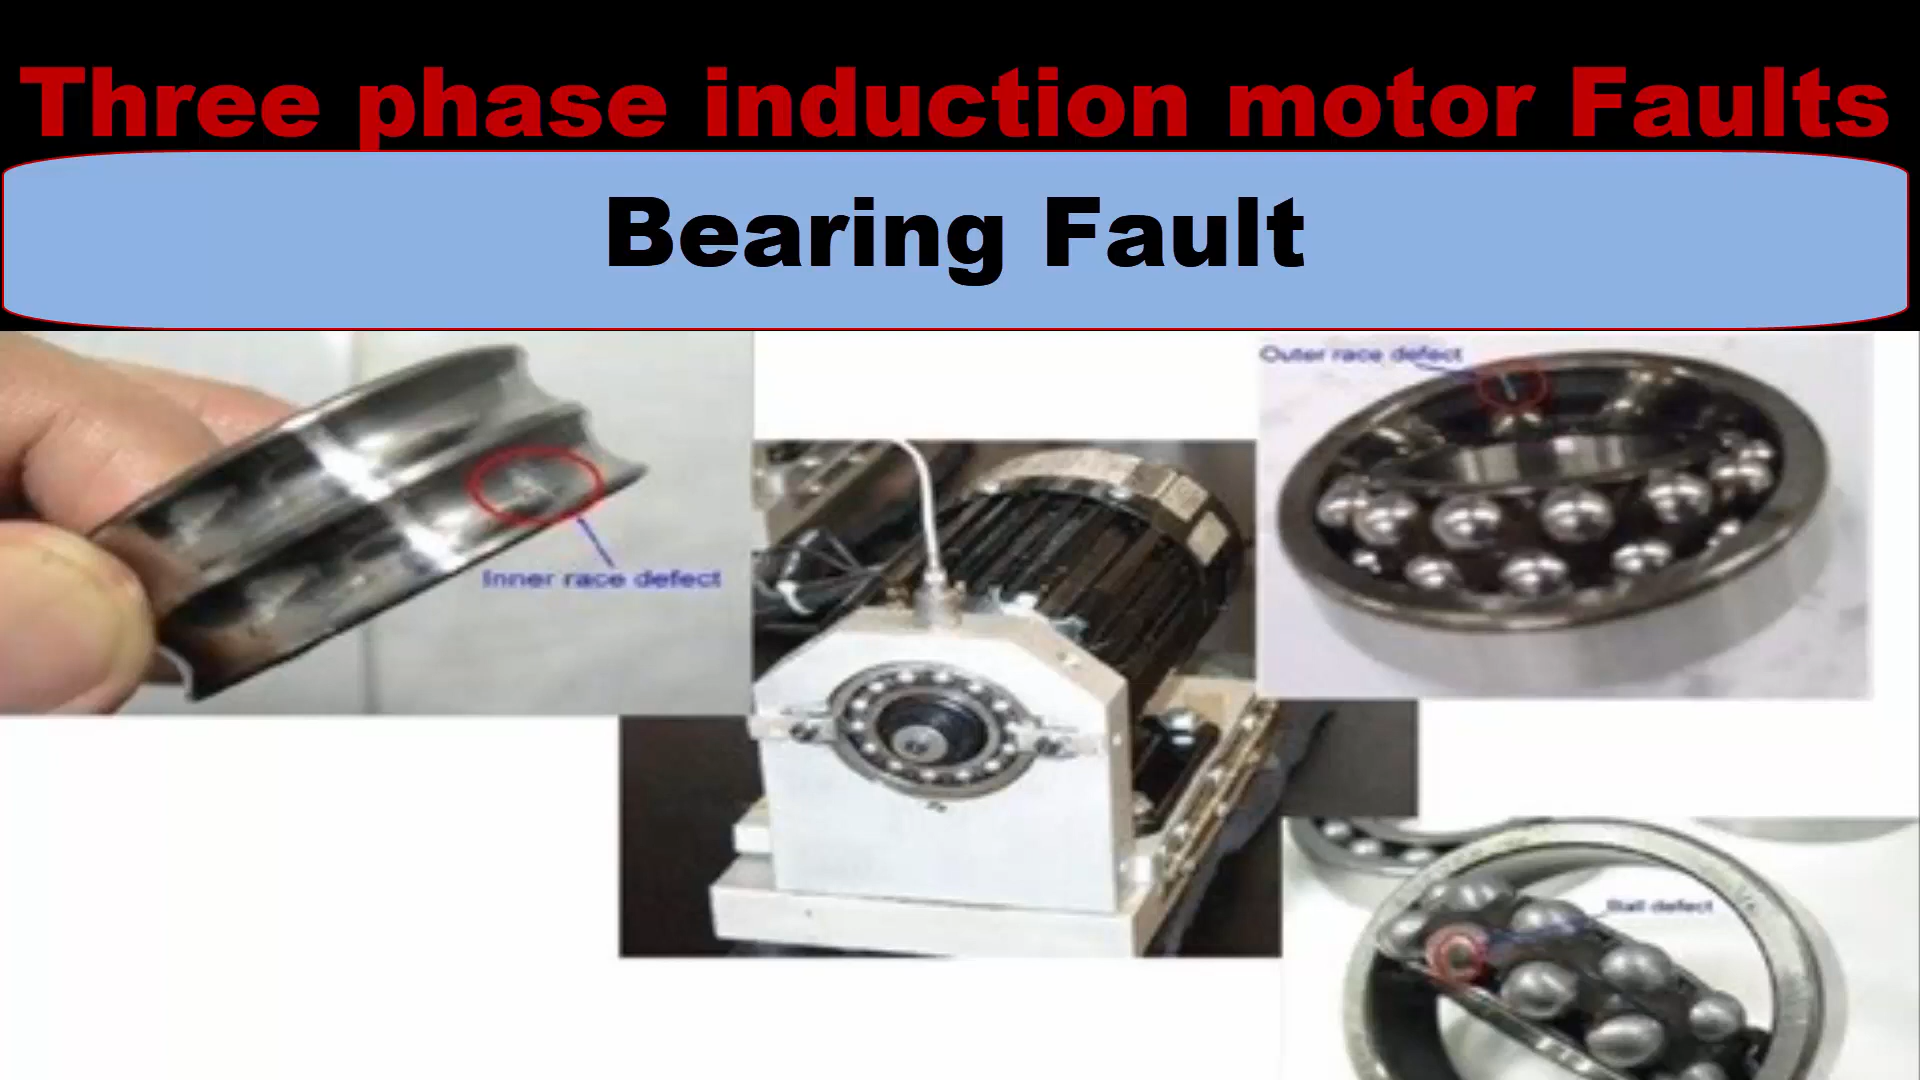 Three phase induction motor Faults
Bearing Fault
Outer race defect
Inner race defect
Ball defect